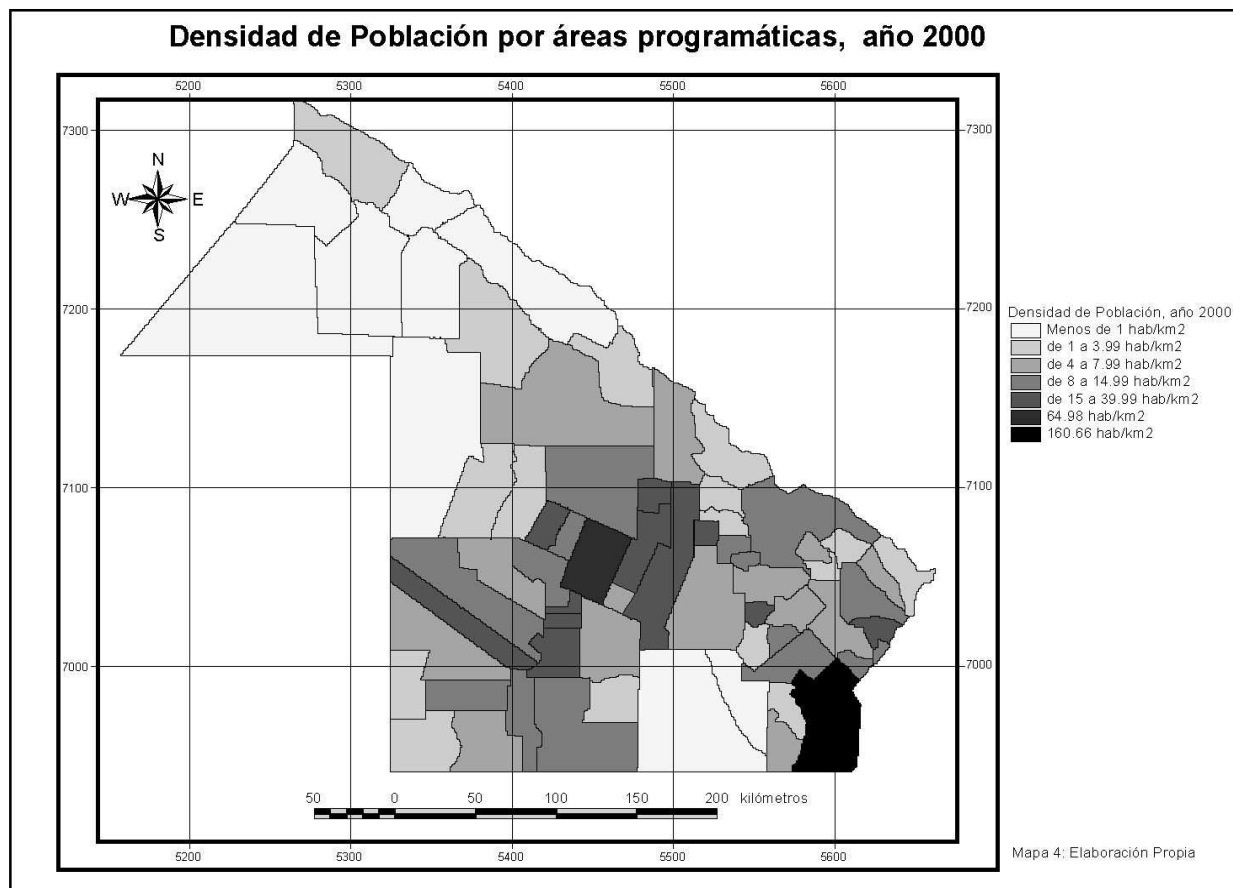 Densidad de Población por áreas programáticas, año 2000
5200 5300 5400 5500 5600
7300 7300
N
W E
S
7200 7200
Densidad de Población, año 2000
Menos de 1 hab/km2
de 1 a 3.99 hab/km2
de 4 a 7.99 hab/km2
de 8 a 14.99 hab/km2
de 15 a 39.99 hab/km2
64.98 hab/km2
160.66 hab/km2
7100 7100
7000 7000
50 0 50 100 150 200 kilómetros
5200 5300 5400 5500 5600
Mapa 4: Elaboración Propia